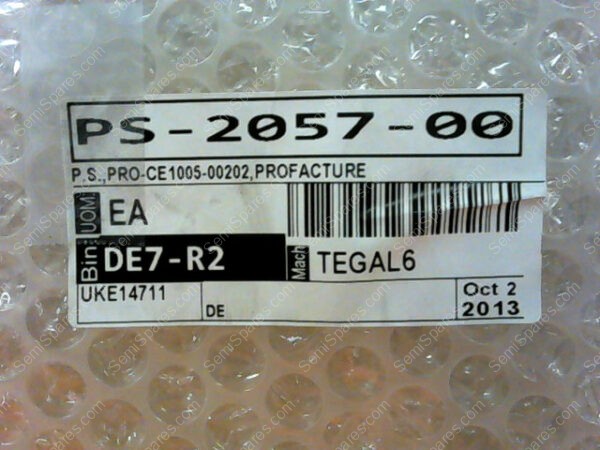 PS-2057-00
P.S.,PRO-CE1005-00202,PROFACTURE
UOM EA
Bin DE7-R2 Mach TEGAL6
UKE14711 DE Oct 2 2013
SemiSpares.com